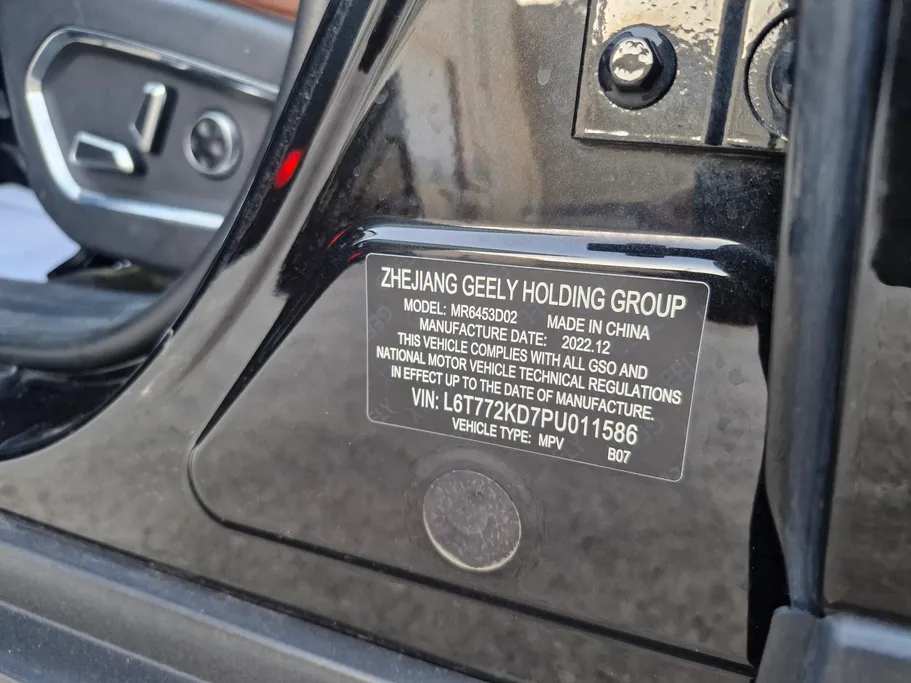 ZHEJIANG GEELY HOLDING GROUP
MODEL: MR6453D02 MADE IN CHINA
MANUFACTURE DATE: 2022.12
THIS VEHICLE COMPLIES WITH ALL GSO AND
NATIONAL MOTOR VEHICLE TECHNICAL REGULATIONS
IN EFFECT UP TO THE DATE OF MANUFACTURE.
VIN: L6T772KD7PU011586
VEHICLE TYPE: MPV B07